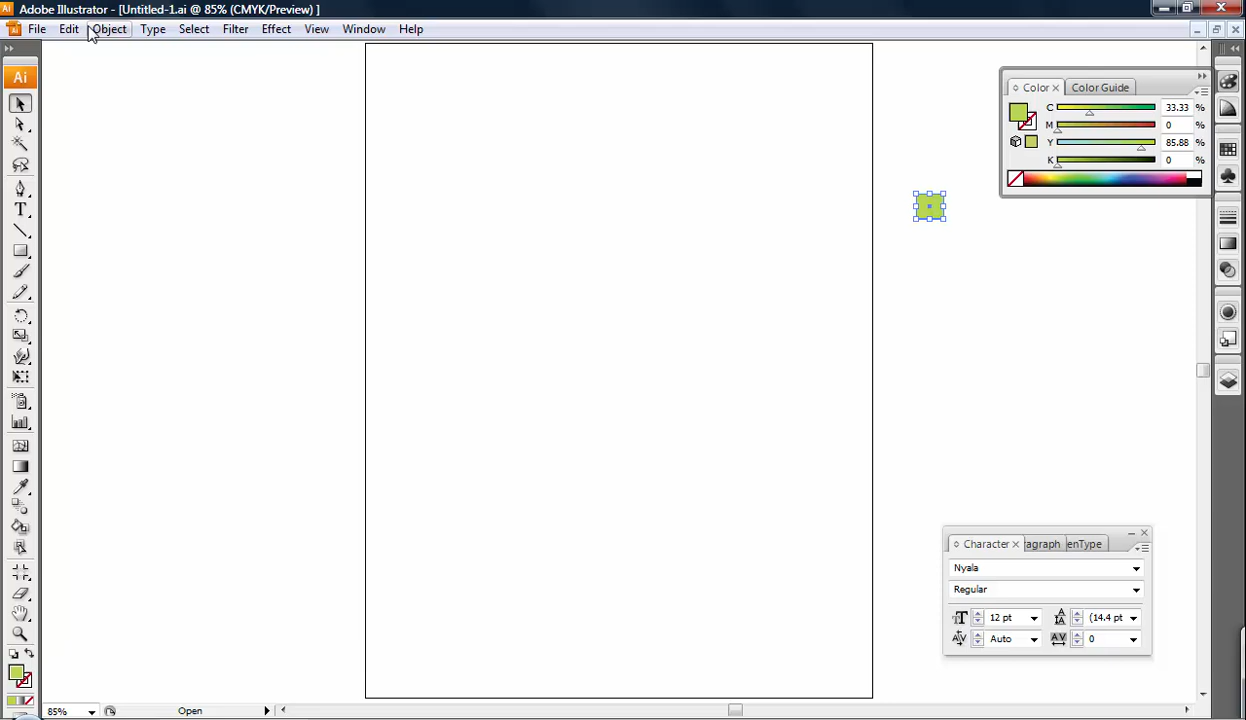 Adobe Illustrator - [Untitled-1.ai @ 85% (CMYK/Preview) ]
File Edit Object Type Select Filter Effect View Window Help
Ai
Color Color Guide
C 33.33 %
M 0 %
Y 85.88 %
K 0 %
Character aragraph enType
Nyala
Regular
12 pt (14.4 pt
Auto 0
85% Open